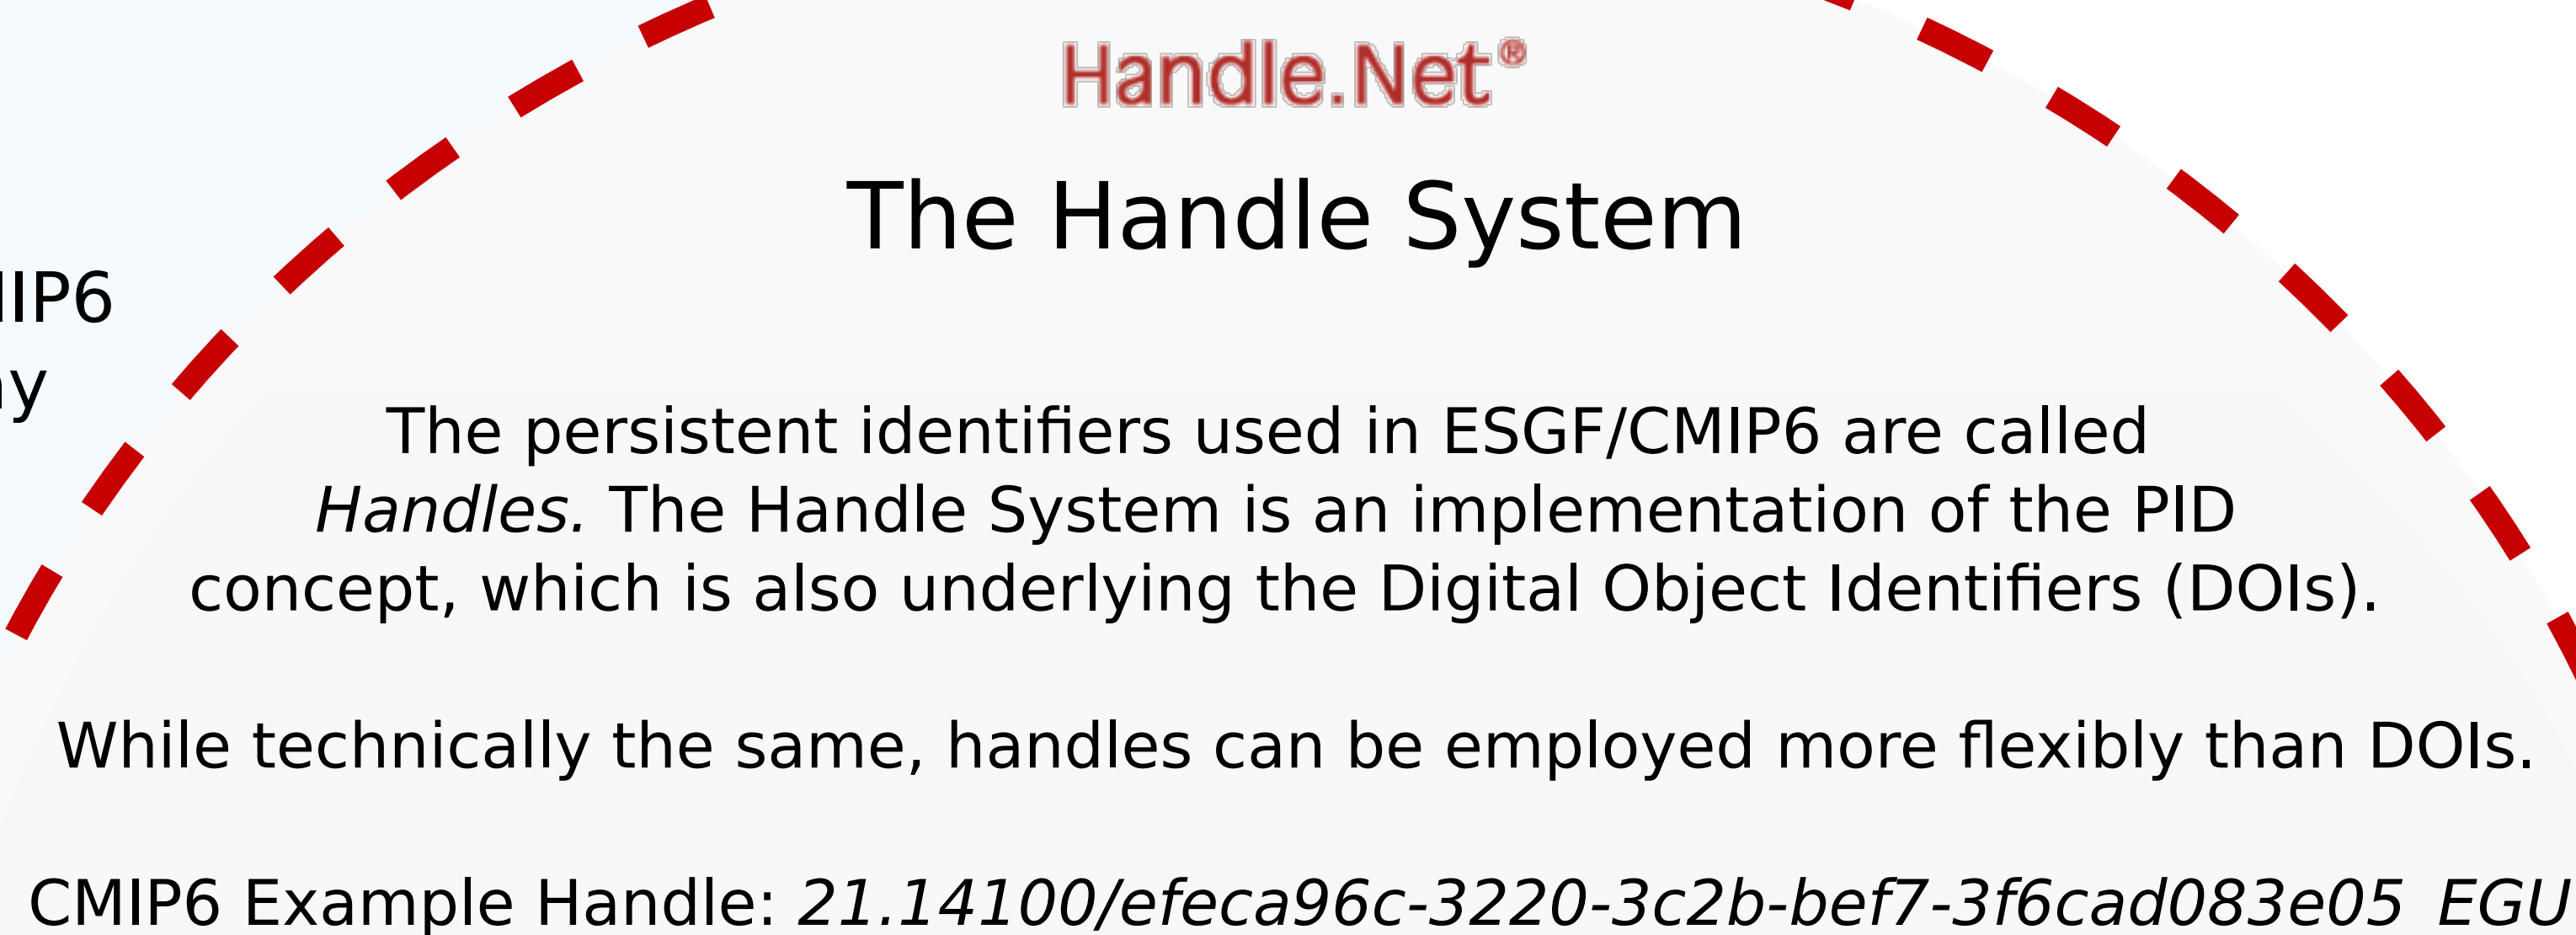 Handle.Net®
The Handle System
The persistent identifiers used in ESGF/CMIP6 are called
Handles. The Handle System is an implementation of the PID
concept, which is also underlying the Digital Object Identifiers (DOIs).
While technically the same, handles can be employed more flexibly than DOIs.
CMIP6 Example Handle: 21.14100/efeca96c-3220-3c2b-bef7-3f6cad083e05 EGU